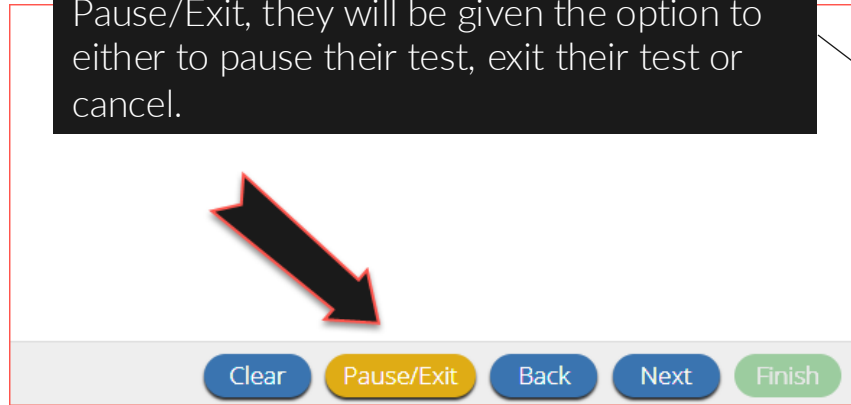 Pause/Exit, they will be given the option to
either to pause their test, exit their test or
cancel.
Clear Pause/Exit Back Next Finish